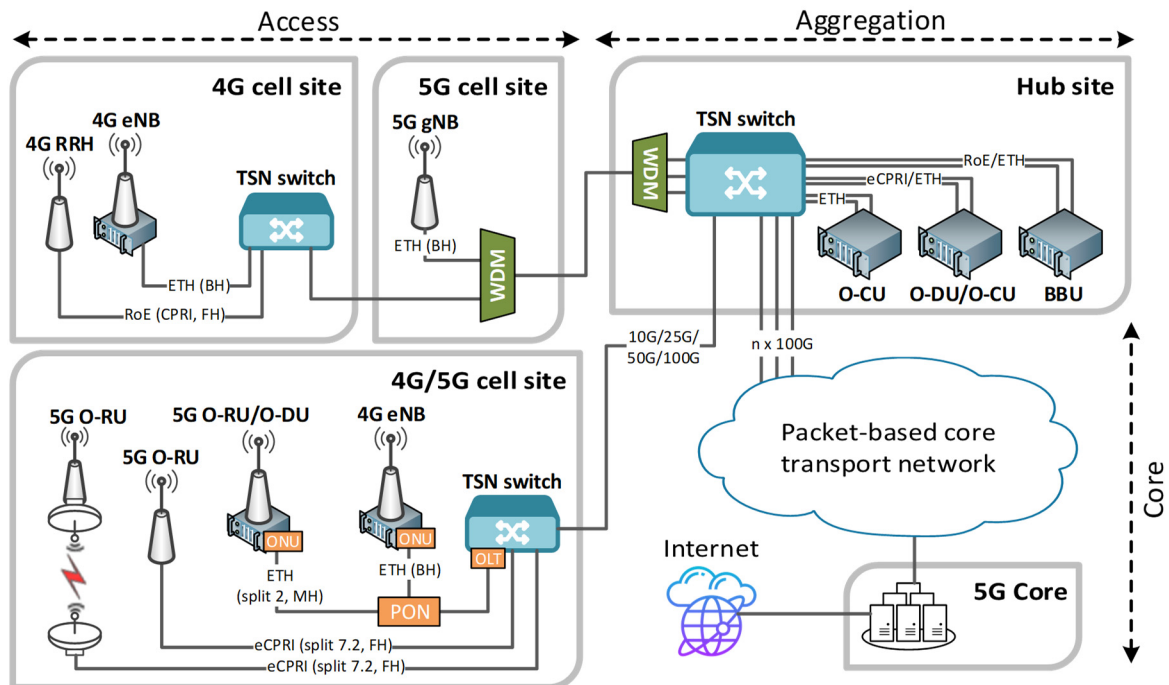 Access
Aggregation
4G cell site
4G eNB
4G RRH
TSN switch
ETH (BH)
RoE (CPRI, FH)
5G cell site
5G gNB
ETH (BH)
WDM
Hub site
TSN switch
WDM
RoE/ETH
eCPRI/ETH
ETH
O-CU
O-DU/O-CU
BBU
10G/25G/
50G/100G
n x 100G
4G/5G cell site
5G O-RU
5G O-RU/O-DU
4G eNB
5G O-RU
TSN switch
ONU
ONU
OLT
ETH
(split 2, MH)
ETH (BH)
PON
eCPRI (split 7.2, FH)
eCPRI (split 7.2, FH)
Packet-based core
transport network
Core
Internet
5G Core